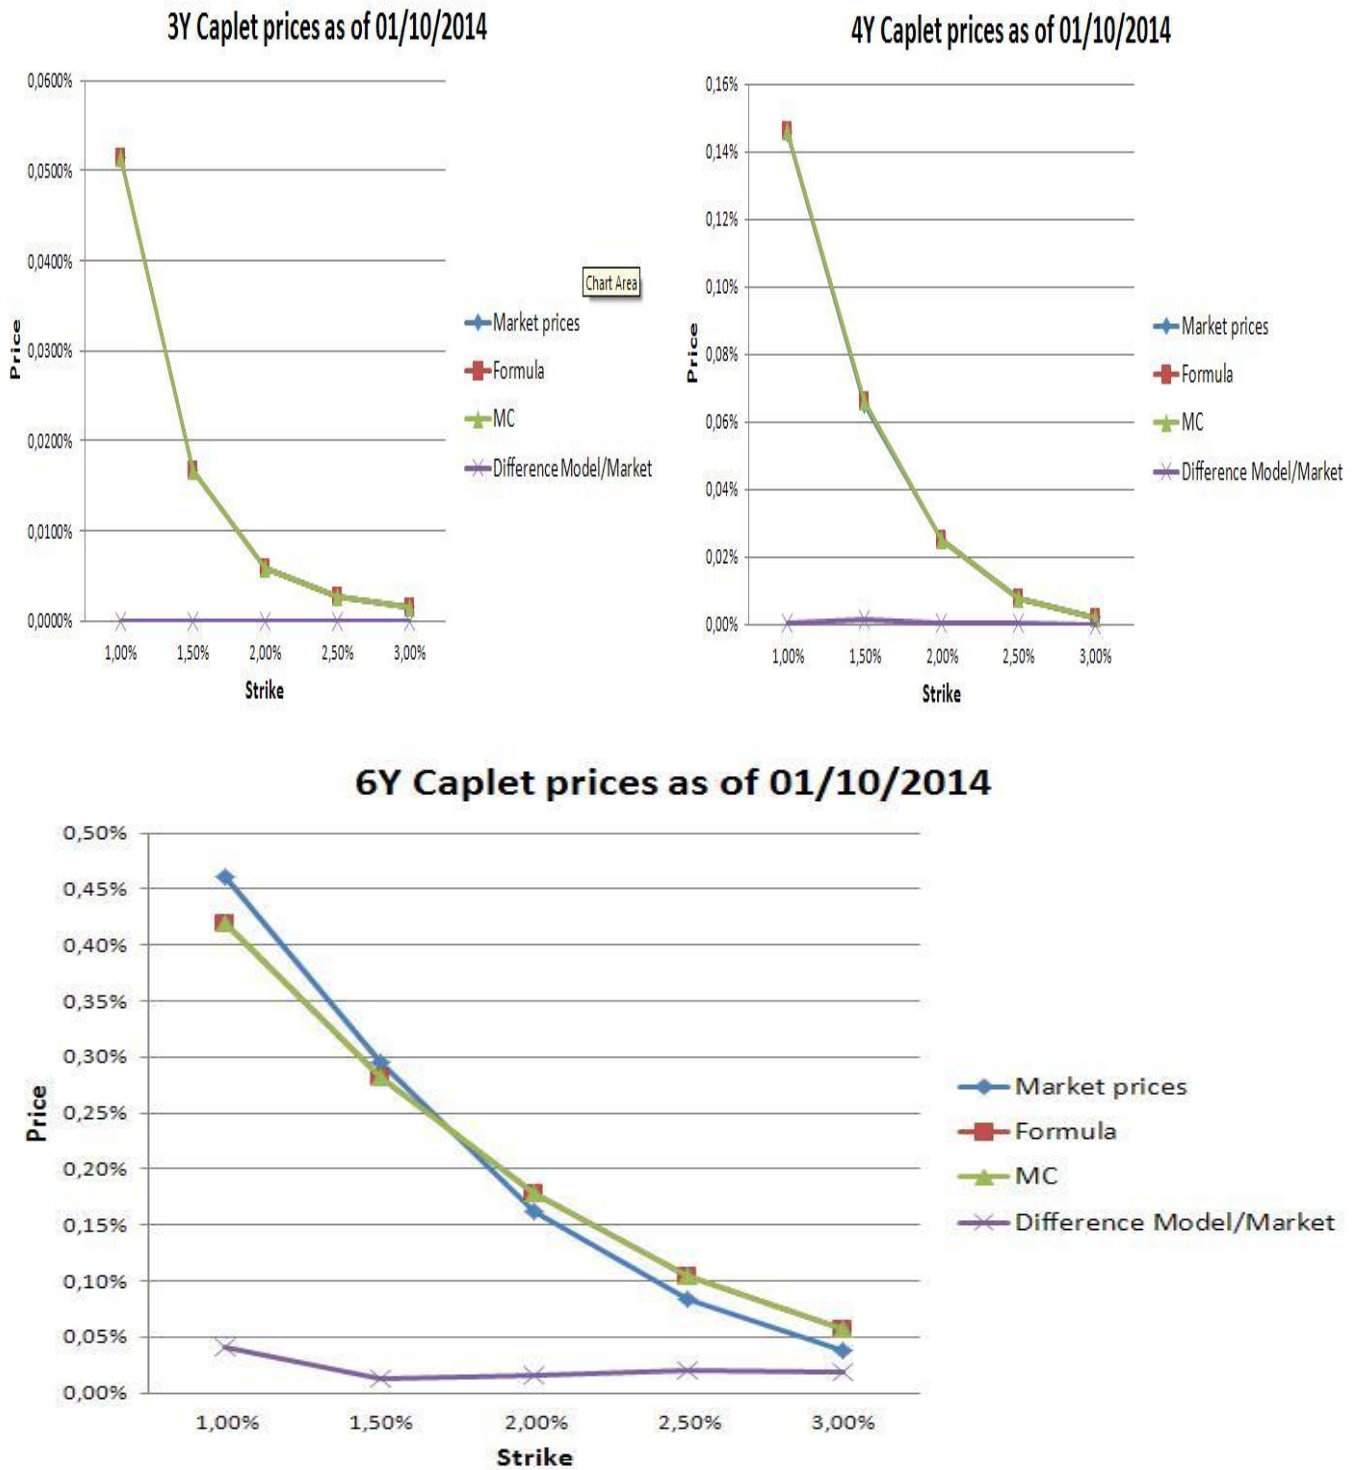 3Y Caplet prices as of 01/10/2014
0,0600%
0,0500%
0,0400%
0,0300%
0,0200%
0,0100%
0,0000%
Price
1,00% 1,50% 2,00% 2,50% 3,00%
Strike
Market prices
Formula
MC
Difference Model/Market
Chart Area
4Y Caplet prices as of 01/10/2014
0,16%
0,14%
0,12%
0,10%
0,08%
0,06%
0,04%
0,02%
0,00%
Price
1,00% 1,50% 2,00% 2,50% 3,00%
Strike
Market prices
Formula
MC
Difference Model/Market
6Y Caplet prices as of 01/10/2014
0,50%
0,45%
0,40%
0,35%
0,30%
0,25%
0,20%
0,15%
0,10%
0,05%
0,00%
Price
1,00% 1,50% 2,00% 2,50% 3,00%
Strike
Market prices
Formula
MC
Difference Model/Market